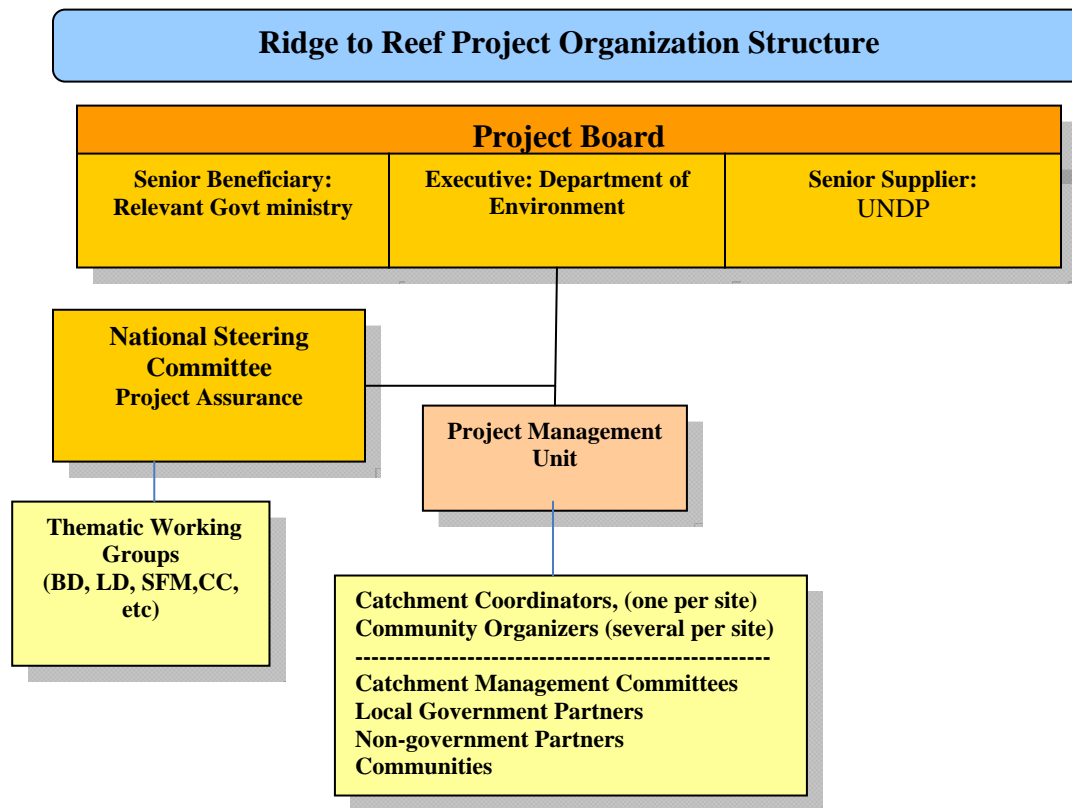 Ridge to Reef Project Organization Structure
Project Board
Senior Beneficiary:
Relevant Govt ministry
Executive: Department of
Environment
Senior Supplier:
UNDP
National Steering
Committee
Project Assurance
Project Management
Unit
Thematic Working
Groups
(BD, LD, SFM,CC,
etc)
Catchment Coordinators, (one per site)
Community Organizers (several per site)
----------------------------------------------------
Catchment Management Committees
Local Government Partners
Non-government Partners
Communities